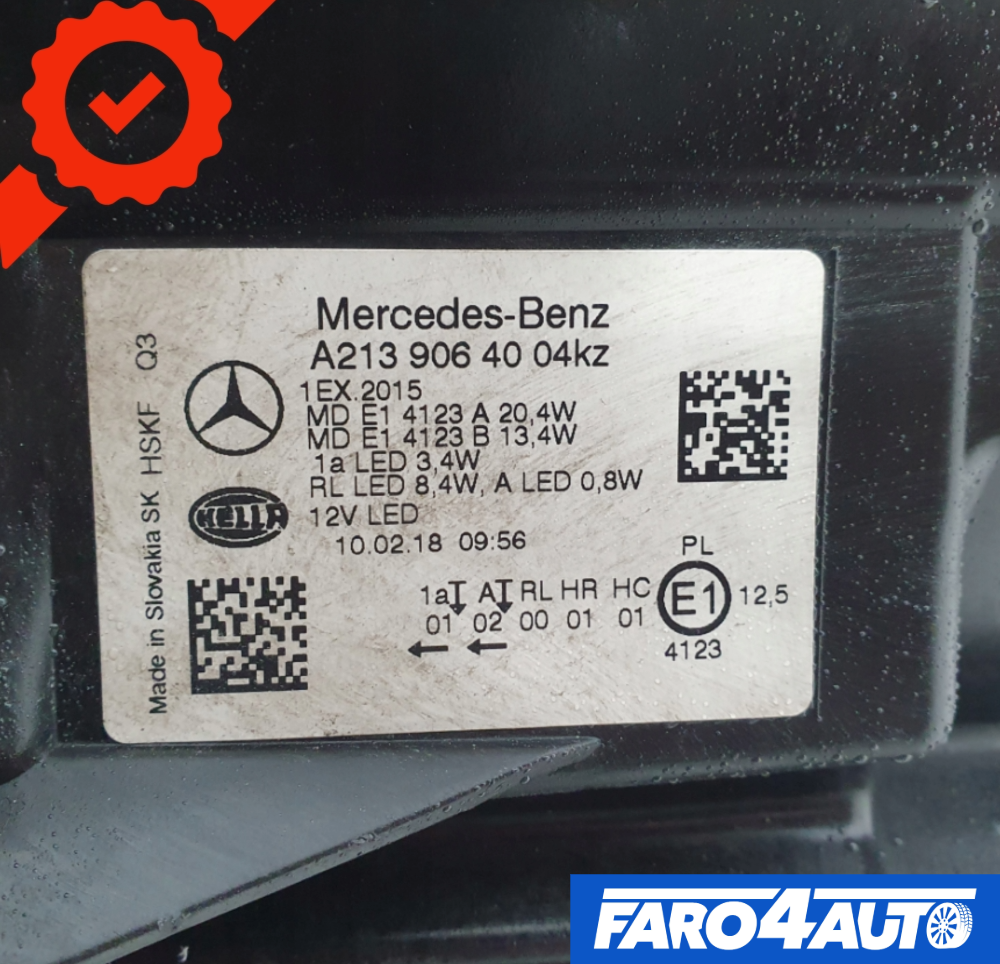 Mercedes-Benz
A213 906 40 04kz
1EX.2015
MD E1 4123 A 20,4W
MD E1 4123 B 13,4W
1a LED 3,4W
RL LED 8,4W, A LED 0,8W
12V LED
10.02.18 09:56
HELLA
Made in Slovakia SK HSKF Q3
PL
1a A RL HR HC E1 12,5
01 02 00 01 01
4123
FARO4AUTO